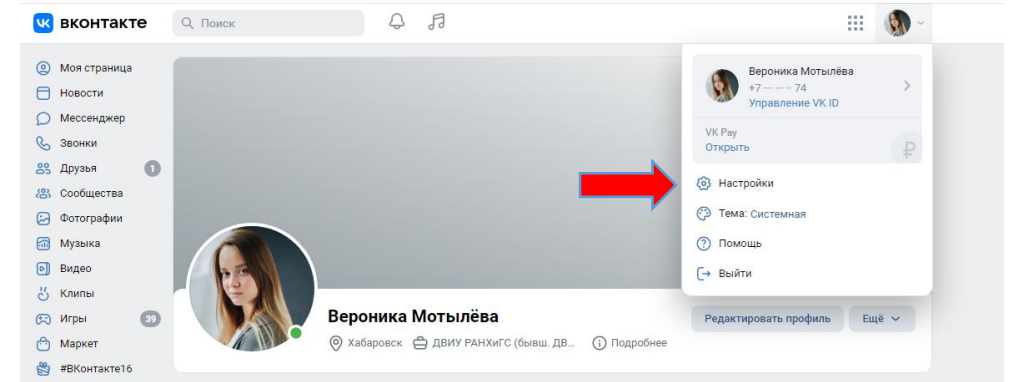 вконтакте
Поиск
Моя страница
Новости
Мессенджер
Звонки
Друзья 1
Сообщества
Фотографии
Музыка
Видео
Клипы
Игры 39
Маркет
#ВКонтакте16
Вероника Мотылёва
+7 ··· ··· ·· 74
Управление VK ID
VK Pay
Открыть
Настройки
Тема: Системная
Помощь
Выйти
Вероника Мотылёва
Хабаровск ДВИУ РАНХиГС (бывш. ДВ... Подробнее
Редактировать профиль Ещё